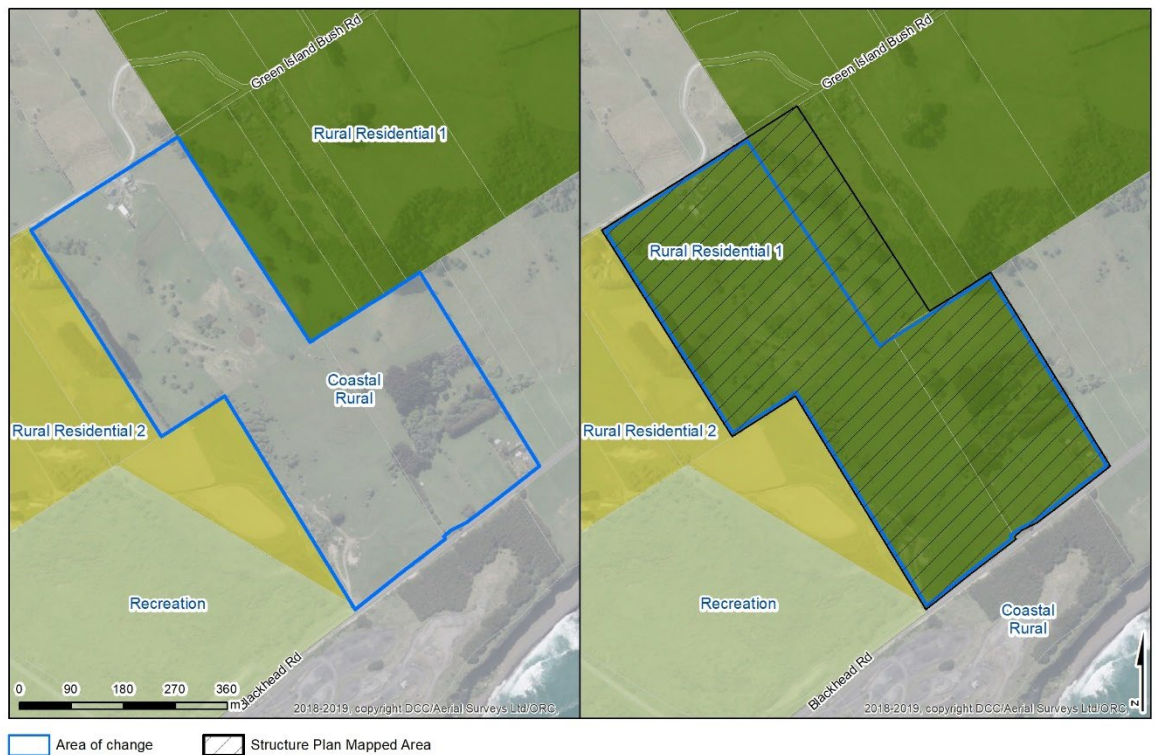 Green Island Bush Rd
Rural Residential 1
Coastal
Rural
Rural Residential 2
Recreation
Blackhead Rd
0 90 180 270 360
m
2018-2019, copyright DCC/Aerial Surveys Ltd/ORC,
Green Island Bush Rd
Rural Residential 1
Rural Residential 2
Recreation
Coastal
Rural
Blackhead Rd
2018-2019, copyright DCC/Aerial Surveys Ltd/ORC,
N
Area of change
Structure Plan Mapped Area